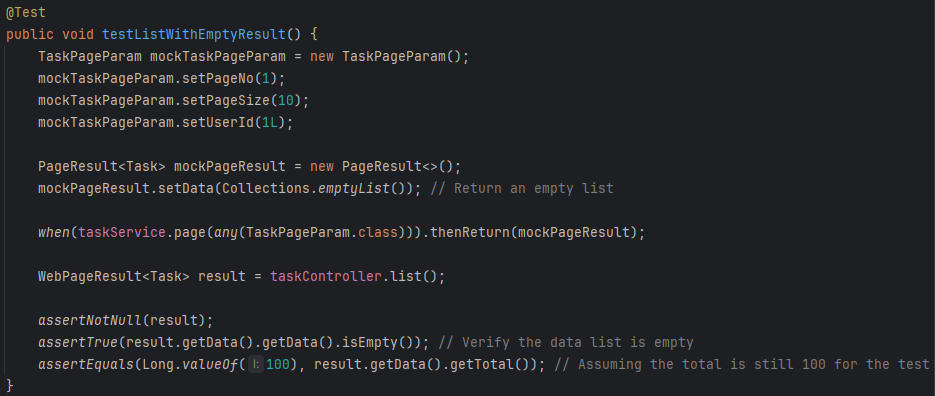 @Test
public void testListWithEmptyResult() {
    TaskPageParam mockTaskPageParam = new TaskPageParam();
    mockTaskPageParam.setPageNo(1);
    mockTaskPageParam.setPageSize(10);
    mockTaskPageParam.setUserId(1L);

    PageResult<Task> mockPageResult = new PageResult<>();
    mockPageResult.setData(Collections.emptyList()); // Return an empty list

    when(taskService.page(any(TaskPageParam.class))).thenReturn(mockPageResult);

    WebPageResult<Task> result = taskController.list();

    assertNotNull(result);
    assertTrue(result.getData().getData().isEmpty()); // Verify the data list is empty
    assertEquals(Long.valueOf( l: 100), result.getData().getTotal()); // Assuming the total is still 100 for the test
}